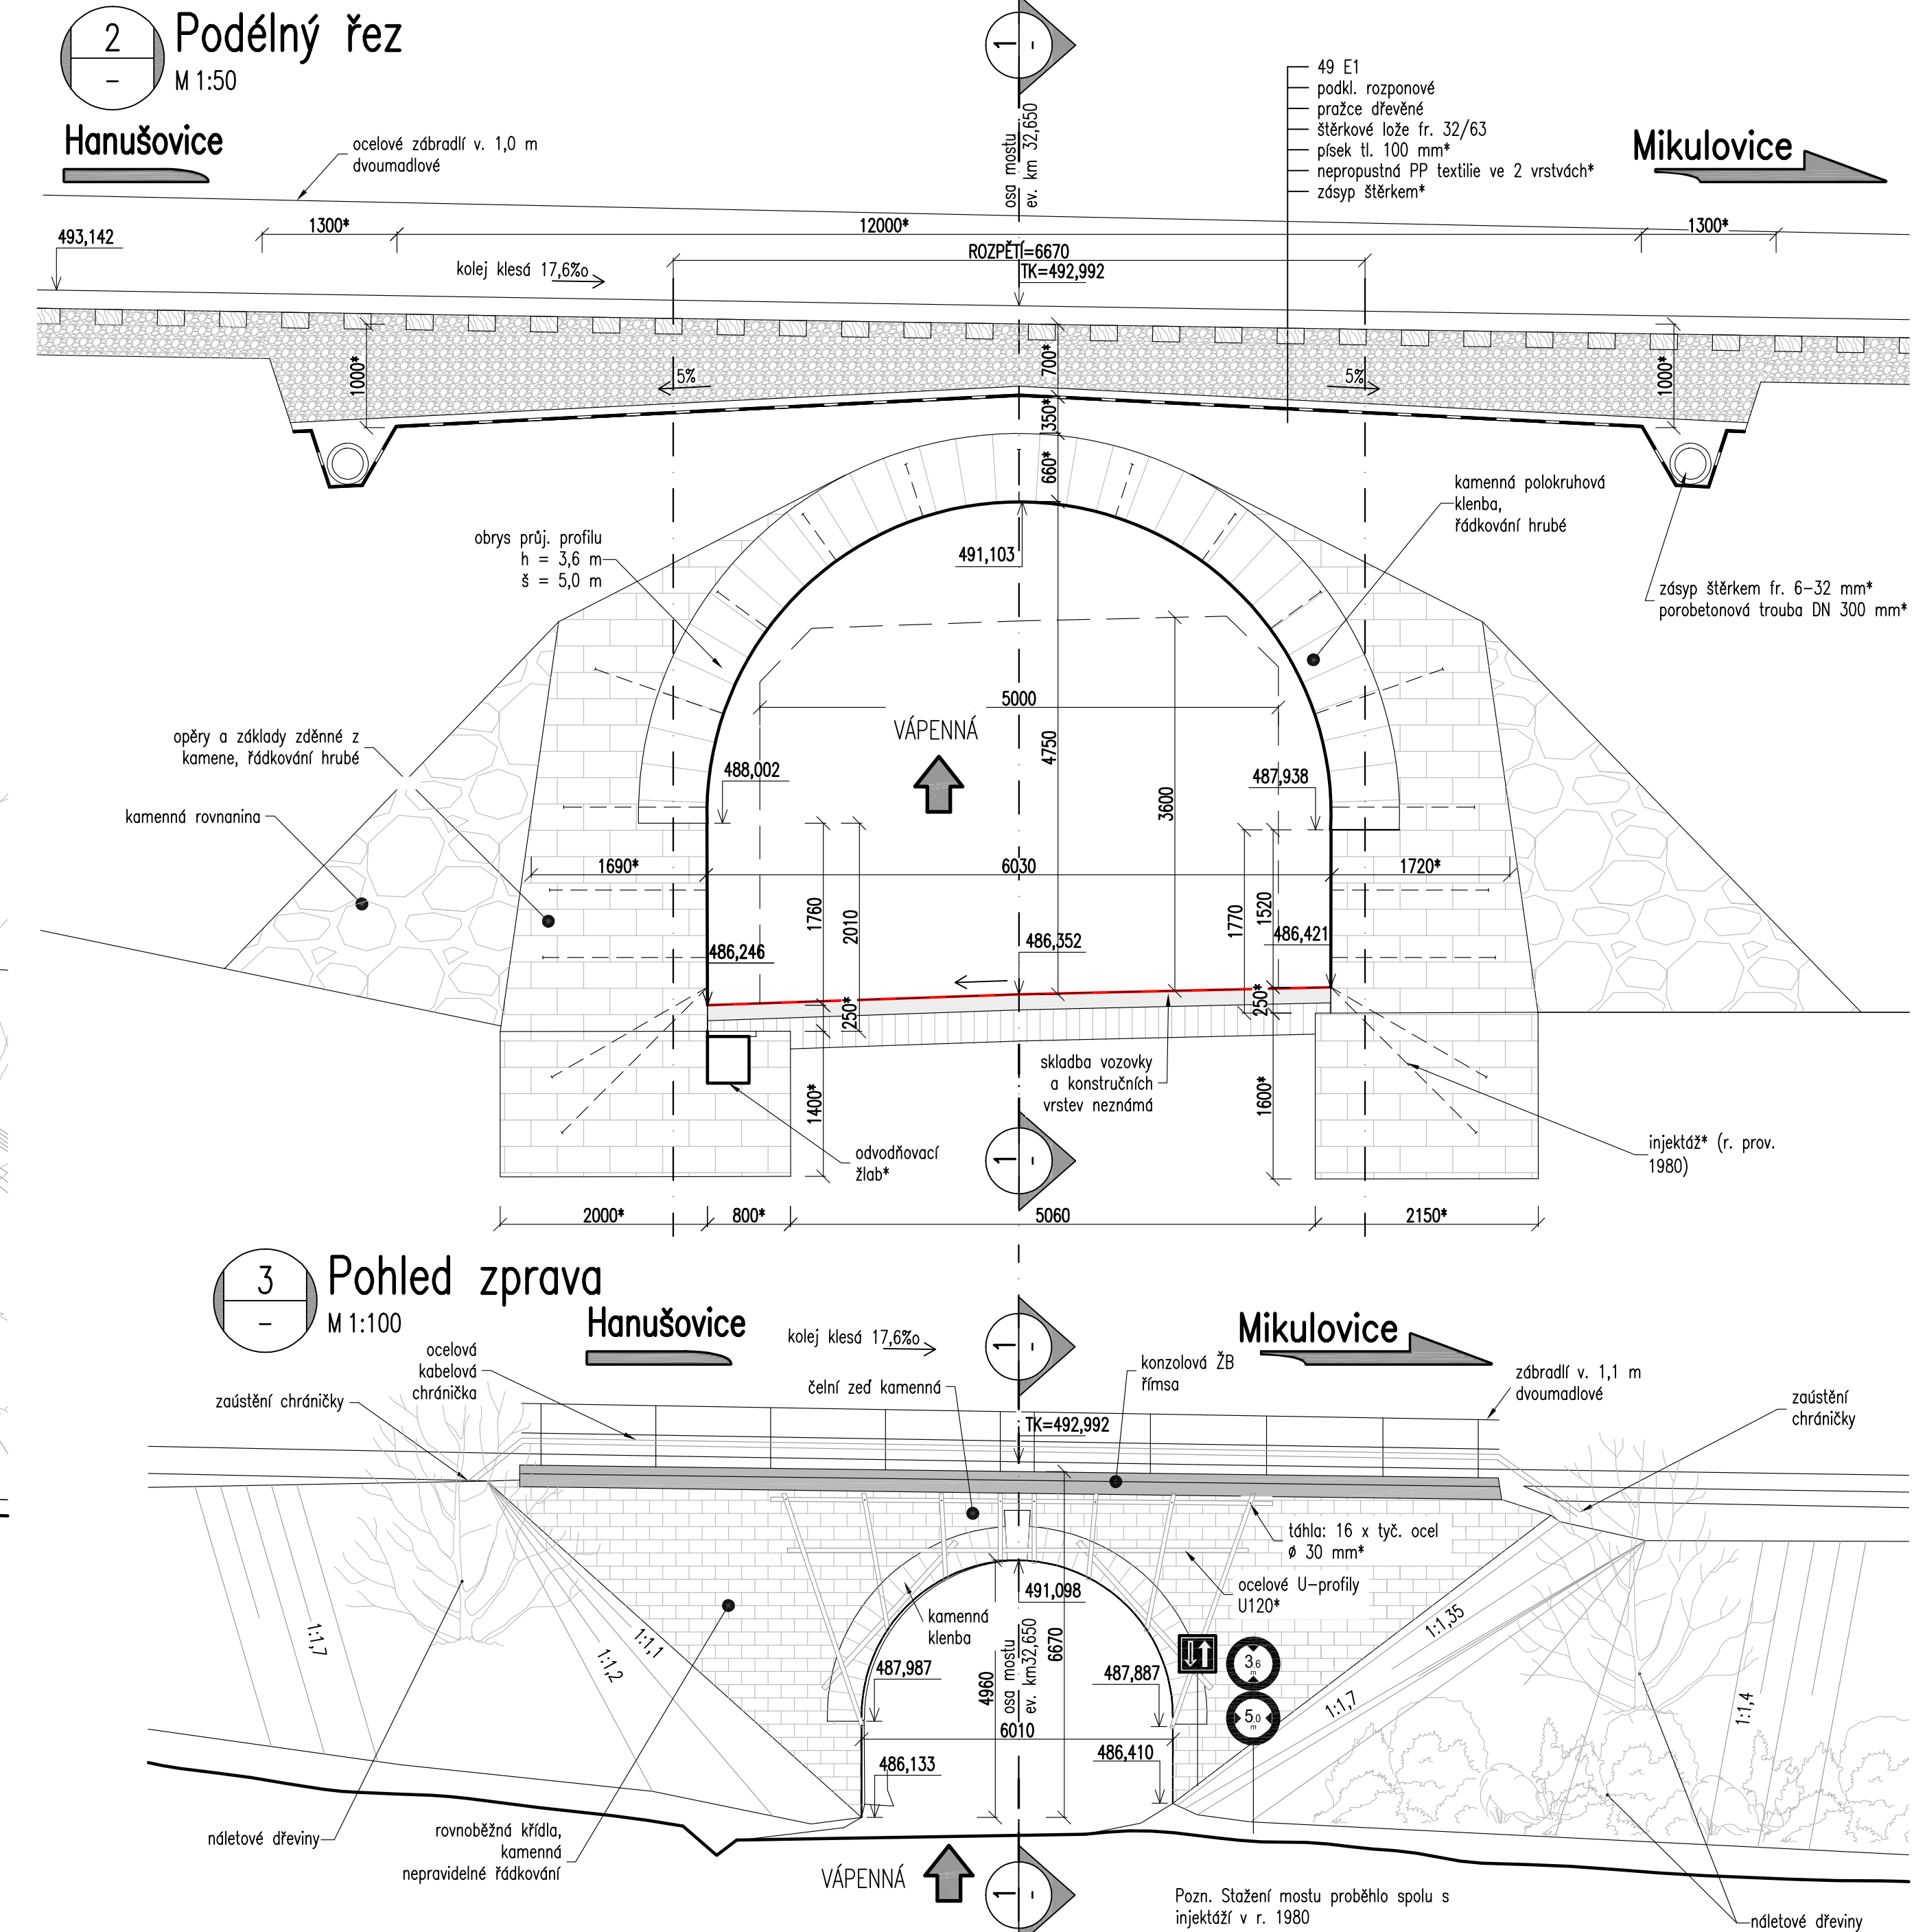 2
Podélný řez
–
M 1:50
Hanušovice
ocelové zábradlí v. 1,0 m
dvoumadlové
1
-
osa mostu
ev. km 32,650
49 E1
podkl. rozponové
pražce dřevěné
štěrkové lože fr. 32/63
písek tl. 100 mm*
nepropustná PP textilie ve 2 vrstvách*
zásyp štěrkem*
Mikulovice
493,142
1300*
12000*
1300*
ROZPĚTÍ=6670
kolej klesá 17,6‰
TK=492,992
1000*
5%
700*
5%
1000*
350*
660*
kamenná polokruhová
klenba,
řádkování hrubé
obrys průj. profilu
h = 3,6 m
š = 5,0 m
491,103
zásyp štěrkem fr. 6-32 mm*
porobetonová trouba DN 300 mm*
5000
VÁPENNÁ
4750
opěry a základy zděnné z
kamene, řádkování hrubé
488,002
487,938
3600
kamenná rovnanina
1690*
6030
1720*
1760
2010
1770
1520
486,246
486,352
486,421
250*
250*
skladba vozovky
a konstručních
vrstev neznámá
1400*
1600*
odvodňovací
žlab*
1
-
injektáž* (r. prov.
1980)
2000*
800*
5060
2150*
3
Pohled zprava
–
M 1:100
Hanušovice
kolej klesá 17,6‰
1
-
Mikulovice
ocelová
kabelová
chránička
zaústění chráničky
čelní zeď kamenná
konzolová ŽB
římsa
zábradlí v. 1,1 m
dvoumadlové
zaústění
chráničky
TK=492,992
táhla: 16 x tyč. ocel
ø 30 mm*
ocelové U-profily
U120*
491,098
kamenná
klenba
1:1,7
1:1,2
1:1,1
1:1,35
1:1,7
1:1,4
osa mostu
ev. km32,650
6670
4960
487,987
487,887
3.6
m
5.0
m
6010
486,133
486,410
náletové dřeviny
rovnoběžná křídla,
kamenná
nepravidelné řádkování
VÁPENNÁ
1
-
Pozn. Stažení mostu proběhlo spolu s
injektáží v r. 1980
náletové dřeviny